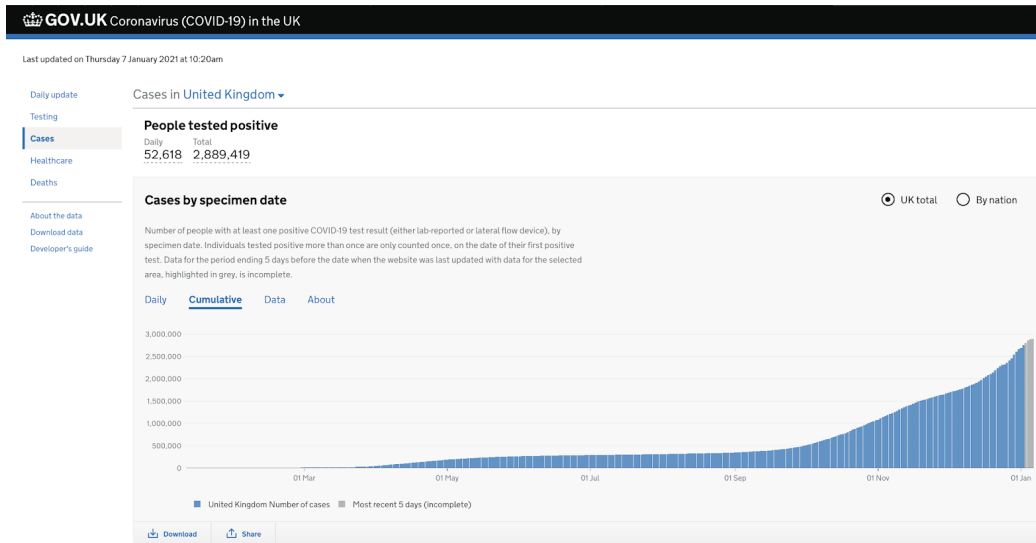 GOV.UK Coronavirus (COVID-19) in the UK
Last updated on Thursday 7 January 2021 at 10:20am
Daily update
Testing
Cases
Healthcare
Deaths
About the data
Download data
Developer's guide
Cases in United Kingdom
People tested positive
Daily Total
52,618 2,889,419
Cases by specimen date
UK total By nation
Number of people with at least one positive COVID-19 test result (either lab-reported or lateral flow device), by
specimen date. Individuals tested positive more than once are only counted once, on the date of their first positive
test. Data for the period ending 5 days before the date when the website was last updated with data for the selected
area, highlighted in grey, is incomplete.
Daily Cumulative Data About
3,000,000
2,500,000
2,000,000
1,500,000
1,000,000
500,000
0
01 Mar 01 May 01 Jul 01 Sep 01 Nov 01 Jan
United Kingdom Number of cases Most recent 5 days (incomplete)
Download Share